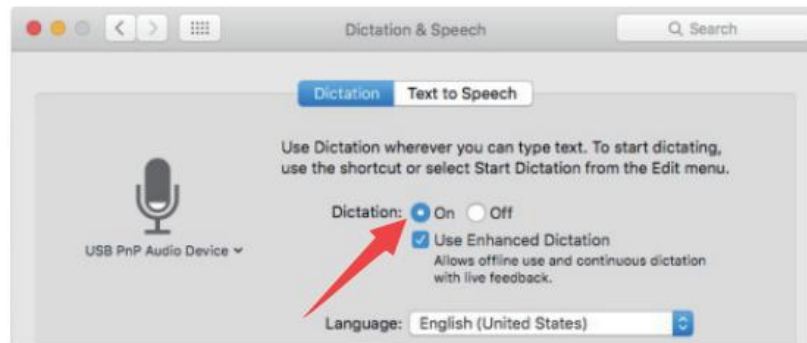 Dictation & Speech
Search
Dictation
Text to Speech
Use Dictation wherever you can type text. To start dictating,
use the shortcut or select Start Dictation from the Edit menu.
Dictation: On Off
USB PnP Audio Device
Use Enhanced Dictation
Allows offline use and continuous dictation
with live feedback.
Language: English (United States)